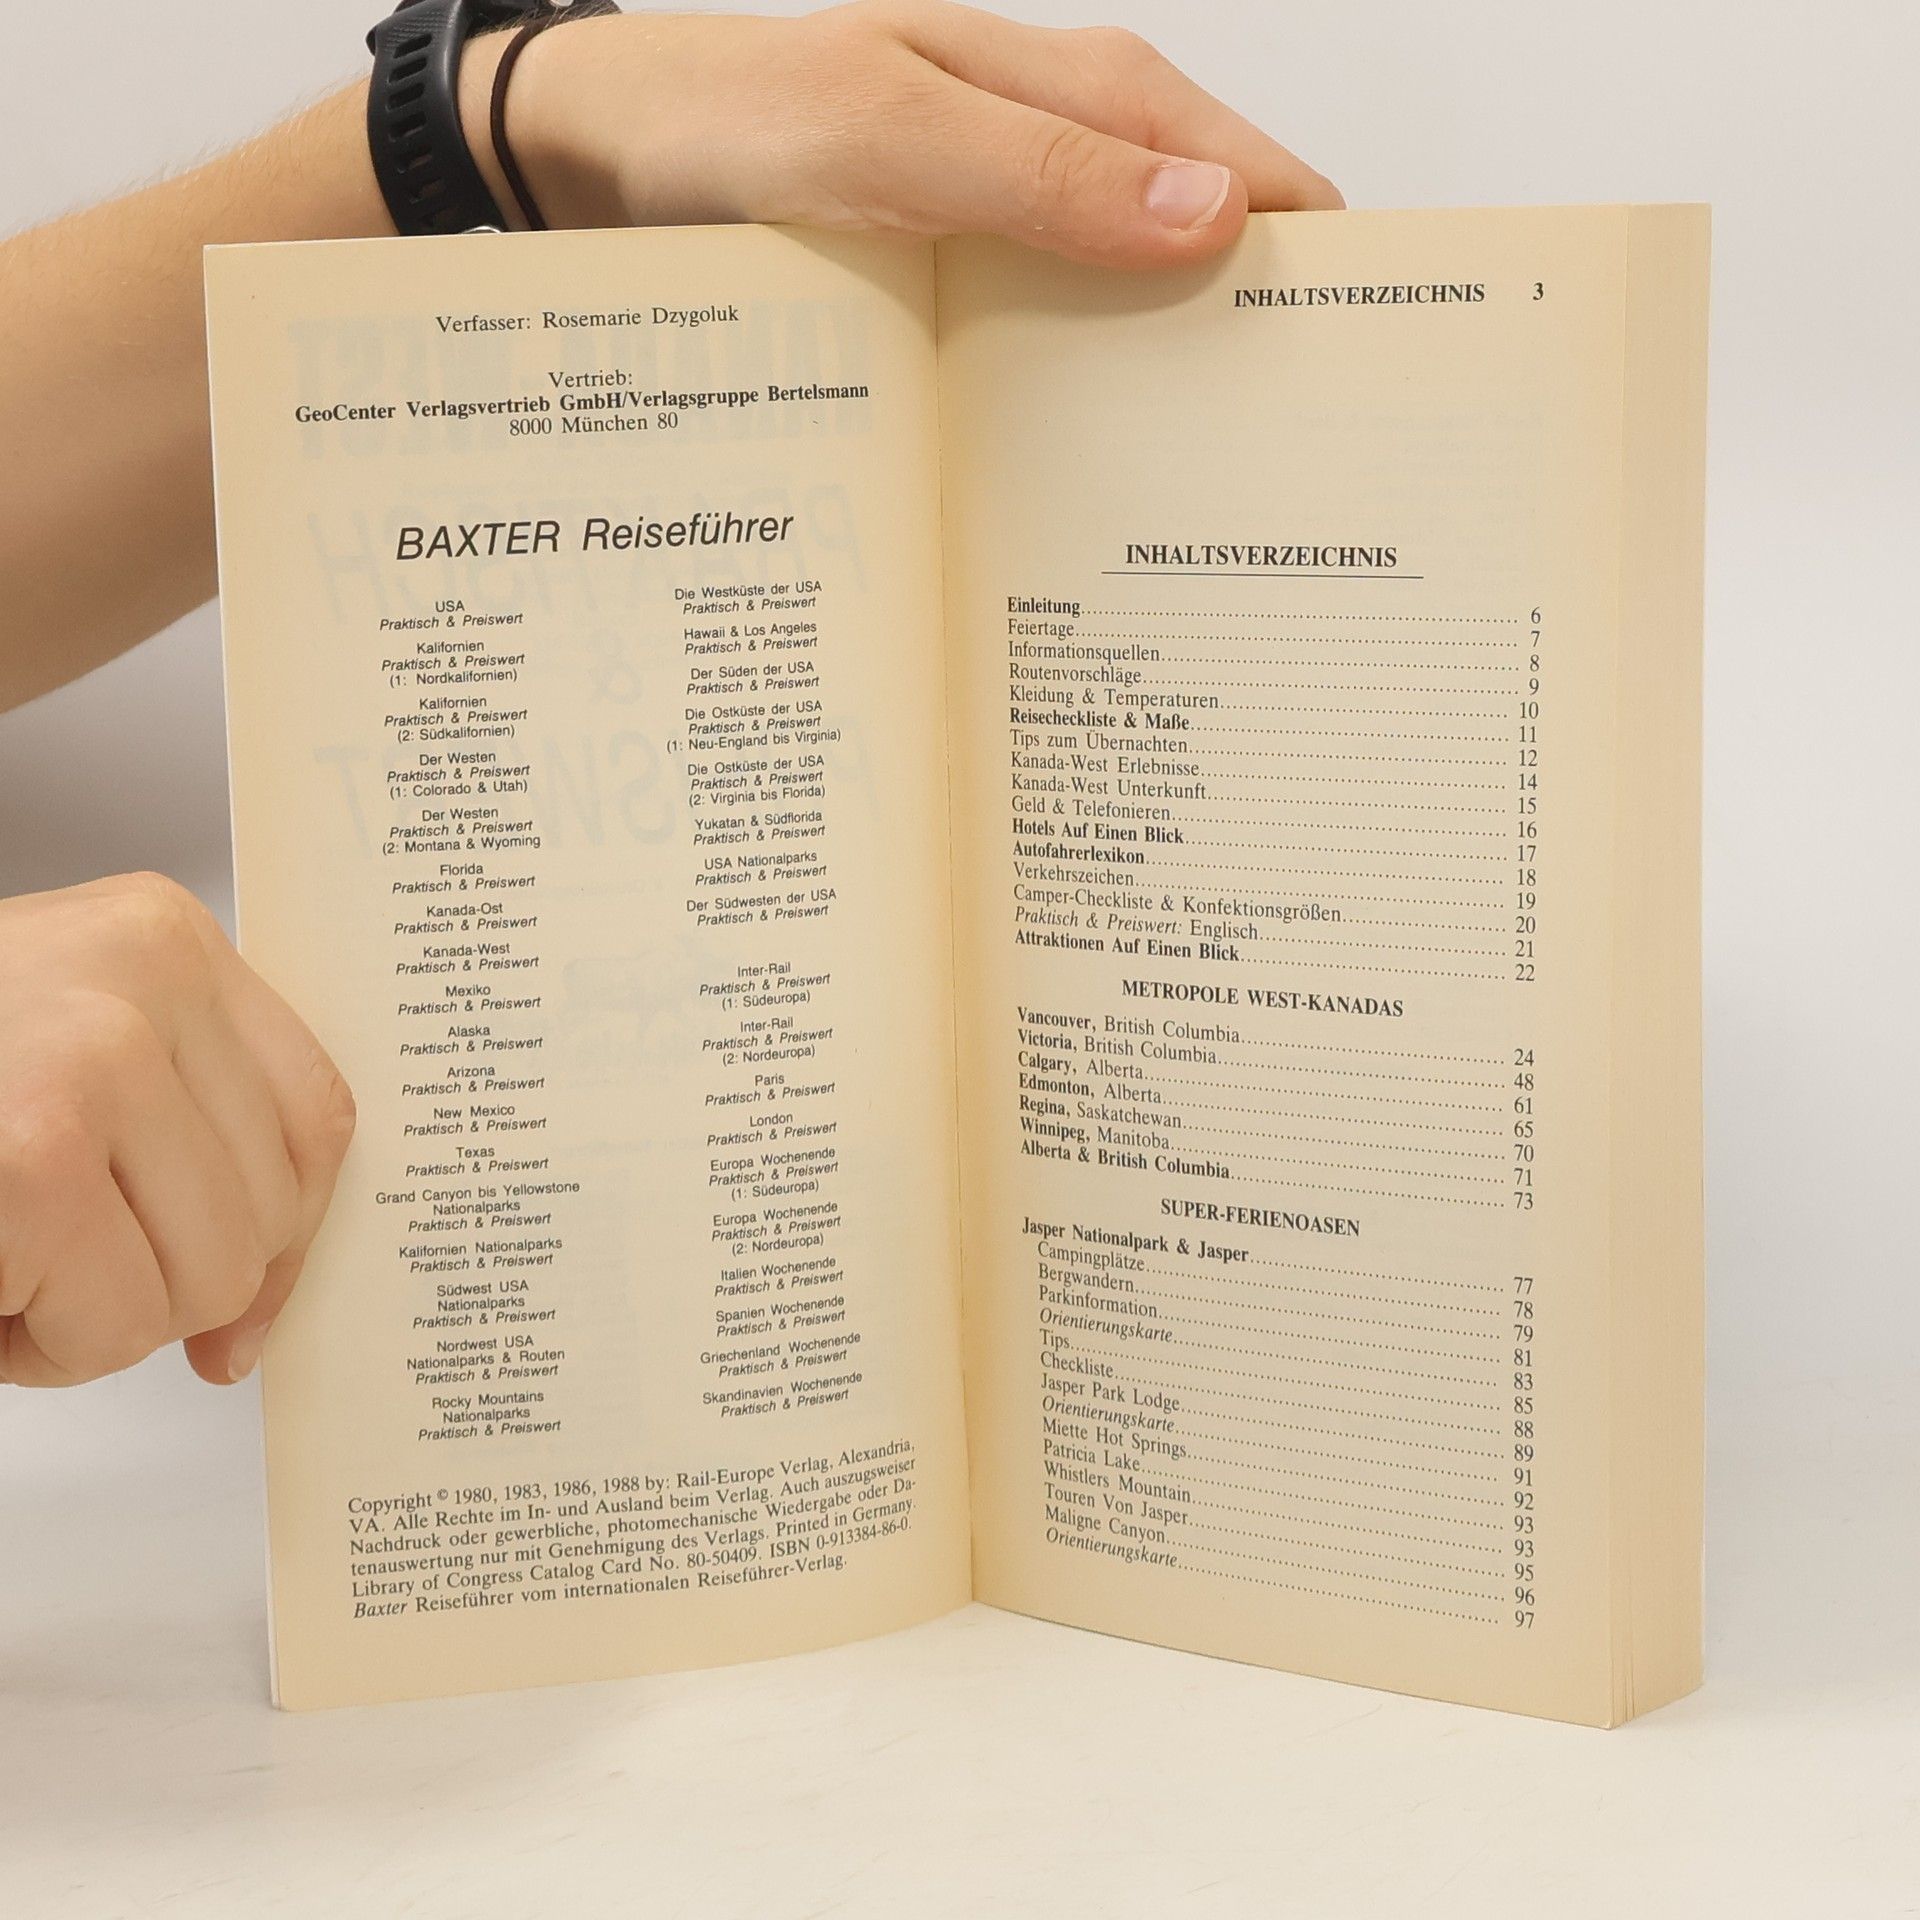 Verfasser: Rosemarie Dzygoluk
Vertrieb:
GeoCenter Verlagsvertrieb GmbH/Verlagsgruppe Bertelsmann
8000 München 80
BAXTER Reiseführer
USA
Praktisch & Preiswert
Kalifornien
Praktisch & Preiswert
(1: Nordkalifornien)
Kalifornien
Praktisch & Preiswert
(2: Südkalifornien)
Der Westen
Praktisch & Preiswert
(1: Colorado & Utah)
Der Westen
Praktisch & Preiswert
(2: Montana & Wyoming
Florida
Praktisch & Preiswert
Kanada-Ost
Praktisch & Preiswert
Kanada-West
Praktisch & Preiswert
Mexiko
Praktisch & Preiswert
Alaska
Praktisch & Preiswert
Arizona
Praktisch & Preiswert
New Mexico
Praktisch & Preiswert
Texas
Praktisch & Preiswert
Grand Canyon bis Yellowstone
Nationalparks
Praktisch & Preiswert
Kalifornien Nationalparks
Praktisch & Preiswert
Südwest USA
Nationalparks
Praktisch & Preiswert
Nordwest USA
Nationalparks & Routen
Praktisch & Preiswert
Rocky Mountains
Nationalparks
Praktisch & Preiswert
Die Westküste der USA
Praktisch & Preiswert
Hawaii & Los Angeles
Praktisch & Preiswert
Der Süden der USA
Praktisch & Preiswert
Die Ostküste der USA
Praktisch & Preiswert
(1: Neu-England bis Virginia)
Die Ostküste der USA
Praktisch & Preiswert
(2: Virginia bis Florida)
Yukatan & Südflorida
Praktisch & Preiswert
USA Nationalparks
Praktisch & Preiswert
Der Südwesten der USA
Praktisch & Preiswert
Inter-Rail
Praktisch & Preiswert
(1: Südeuropa)
Inter-Rail
Praktisch & Preiswert
(2: Nordeuropa)
Paris
Praktisch & Preiswert
London
Praktisch & Preiswert
Europa Wochenende
Praktisch & Preiswert
(1: Südeuropa)
Europa Wochenende
Praktisch & Preiswert
(2: Nordeuropa)
Italien Wochenende
Praktisch & Preiswert
Spanien Wochenende
Praktisch & Preiswert
Griechenland Wochenende
Praktisch & Preiswert
Skandinavien Wochenende
Praktisch & Preiswert
Copyright © 1980, 1983, 1986, 1988 by: Rail-Europe Verlag, Alexandria,
VA. Alle Rechte im In- und Ausland beim Verlag. Auch auszugsweiser
Nachdruck oder gewerbliche, photomechanische Wiedergabe oder Da-
tenauswertung nur mit Genehmigung des Verlags. Printed in Germany.
Library of Congress Catalog Card No. 80-50409. ISBN 0-913384-86-0.
Baxter Reiseführer vom internationalen Reiseführer-Verlag.
INHALTSVERZEICHNIS 3
INHALTSVERZEICHNIS
Einleitung 6
Feiertage 7
Informationsquellen 8
Routenvorschläge 9
Kleidung & Temperaturen 10
Reisecheckliste & Maße 11
Tips zum Übernachten 12
Kanada-West Erlebnisse 14
Kanada-West Unterkunft 15
Geld & Telefonieren 16
Hotels Auf Einen Blick 17
Autofahrerlexikon 18
Verkehrszeichen 19
Camper-Checkliste & Konfektionsgrößen 20
Praktisch & Preiswert: Englisch 21
Attraktionen Auf Einen Blick 22
METROPOLE WEST-KANADAS
Vancouver, British Columbia 24
Victoria, British Columbia 48
Calgary, Alberta 61
Edmonton, Alberta 65
Regina, Saskatchewan 70
Winnipeg, Manitoba 71
Alberta & British Columbia 73
SUPER-FERIENOASEN
Jasper Nationalpark & Jasper 77
Campingplätze 78
Bergwandern 79
Parkinformation 81
Orientierungskarte 83
Tips 85
Checkliste 88
Jasper Park Lodge 89
Orientierungskarte 91
Miette Hot Springs 92
Patricia Lake 93
Whistlers Mountain 93
Touren Von Jasper 95
Maligne Canyon 96
Orientierungskarte 97